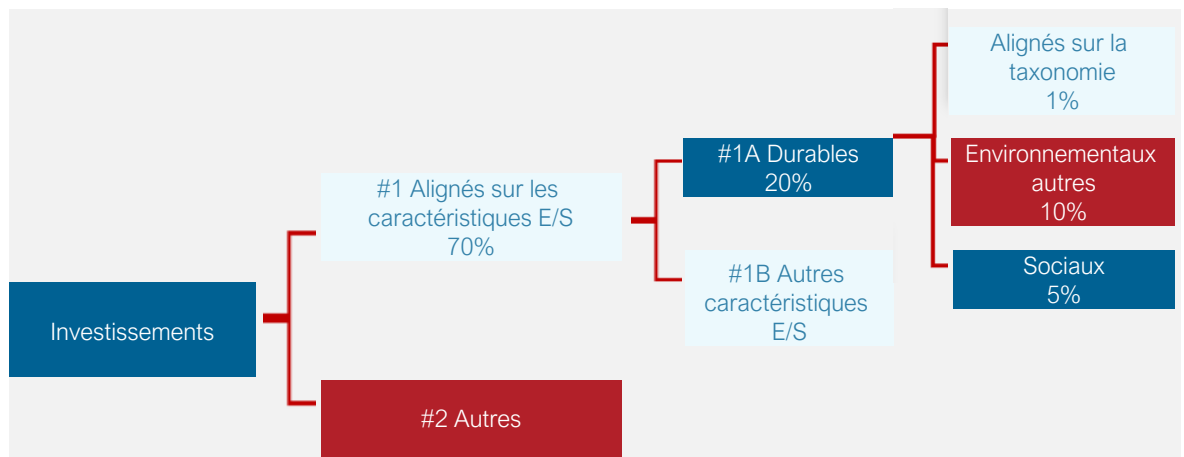 Investissements
#1 Alignés sur les
caractéristiques E/S
70%
#2 Autres
#1A Durables
20%
#1B Autres
caractéristiques
E/S
Alignés sur la
taxonomie
1%
Environnementaux
autres
10%
Sociaux
5%